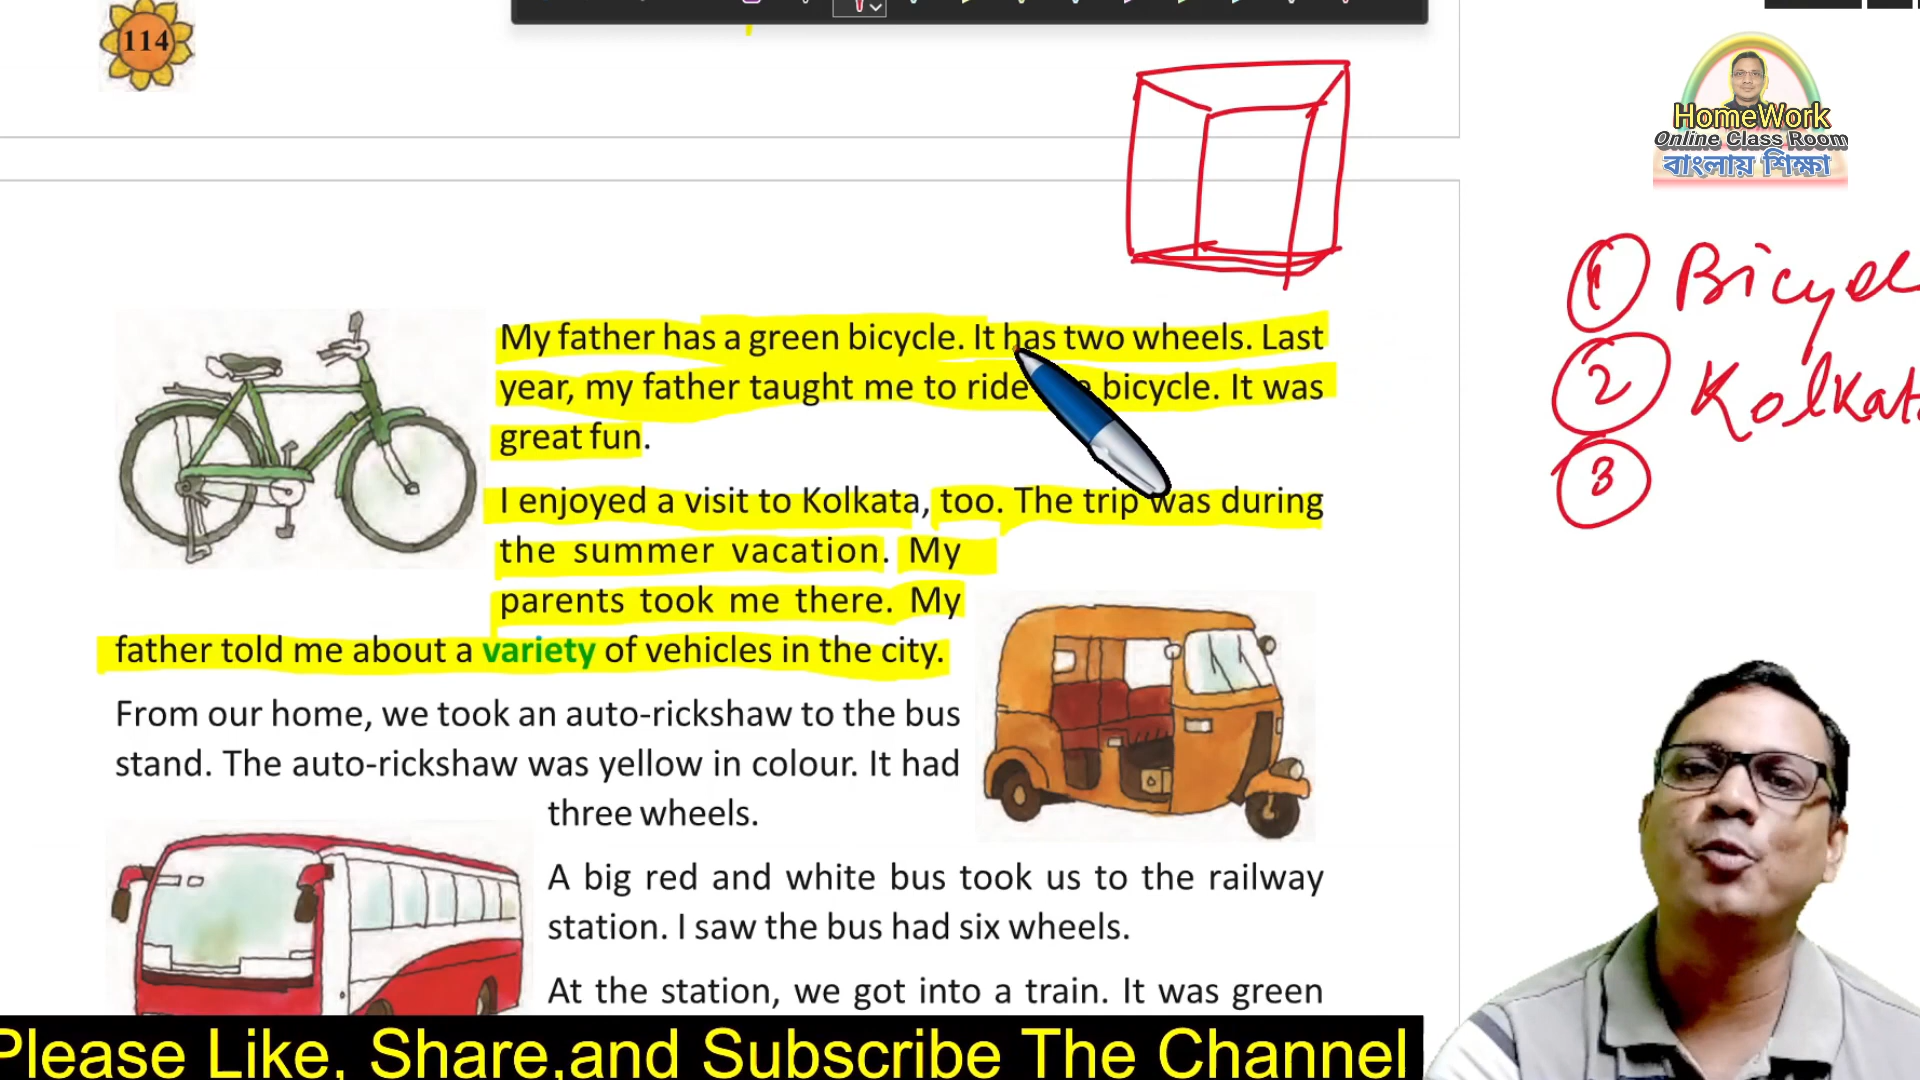 114
HomeWork
Online Class Room
বাংলায় শিক্ষা
1 Bicycle
2 Kolkata
3
My father has a green bicycle. It has two wheels. Last
year, my father taught me to ride bicycle. It was
great fun.
I enjoyed a visit to Kolkata, too. The trip was during
the summer vacation. My
parents took me there. My
father told me about a variety of vehicles in the city.
From our home, we took an auto-rickshaw to the bus
stand. The auto-rickshaw was yellow in colour. It had
three wheels.
A big red and white bus took us to the railway
station. I saw the bus had six wheels.
At the station, we got into a train. It was green
Please Like, Share,and Subscribe The Channel